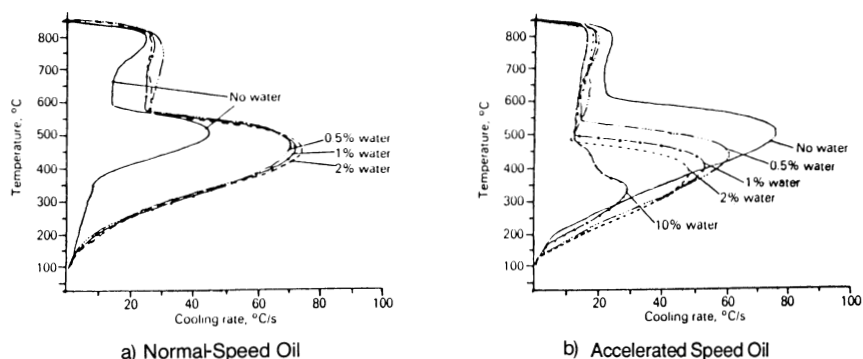 800
700
600
500
400
300
200
100
Temperature, °C
No water
0.5% water
1% water
2% water
20
40
60
80
100
Cooling rate, °C/s
a) Normal-Speed Oil
800
700
600
500
400
300
200
100
Temperature, °C
No water
0.5% water
1% water
2% water
10% water
20
40
60
80
100
Cooling rate, °C/s
b) Accelerated Speed Oil